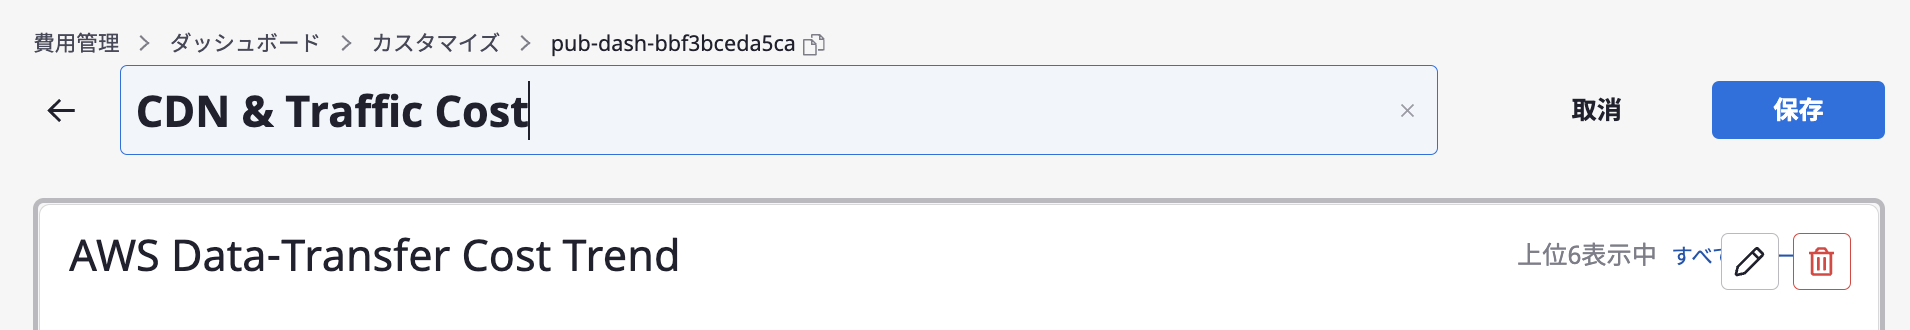 費用管理 > ダッシュボード > カスタマイズ > pub-dash-bbf3bceda5ca
CDN & Traffic Cost
取消
保存
AWS Data-Transfer Cost Trend
上位6表示中 すべ